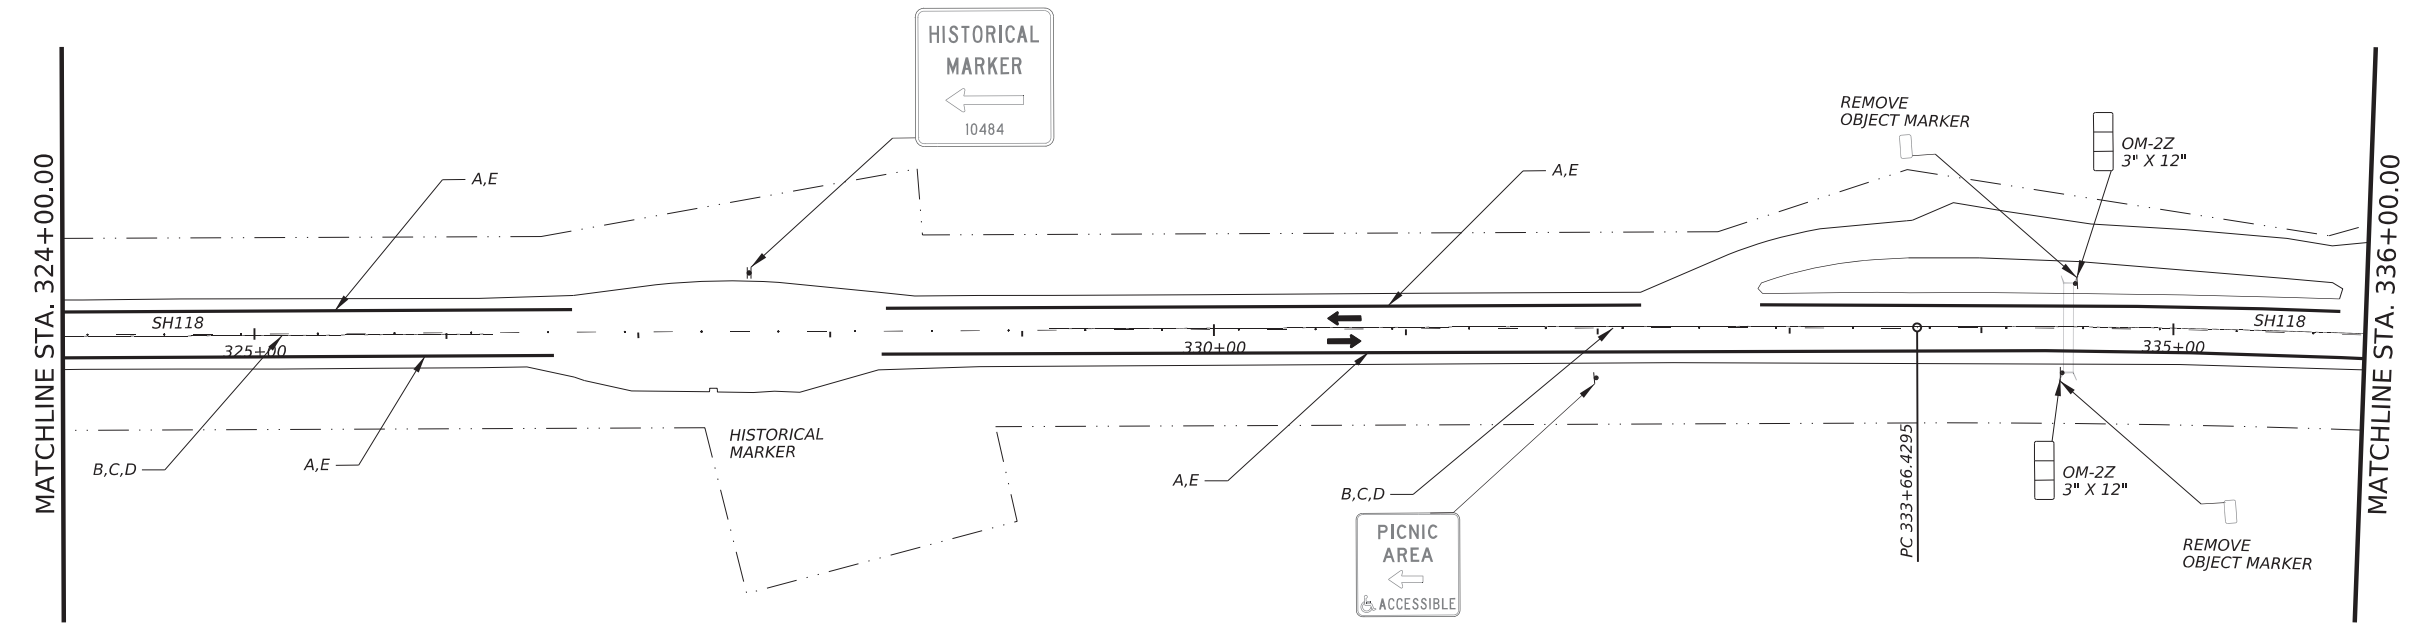 HISTORICAL
MARKER
10484
REMOVE
OBJECT MARKER
OM-2Z
3" X 12"
A,E
A,E
MATCHLINE STA. 324+00.00
MATCHLINE STA. 336+00.00
SH118
SH118
325+00
330+00
335+00
HISTORICAL
MARKER
B,C,D
A,E
A,E
B,C,D
PC 333+66.4295
OM-2Z
3" X 12"
PICNIC
AREA
ACCESSIBLE
REMOVE
OBJECT MARKER